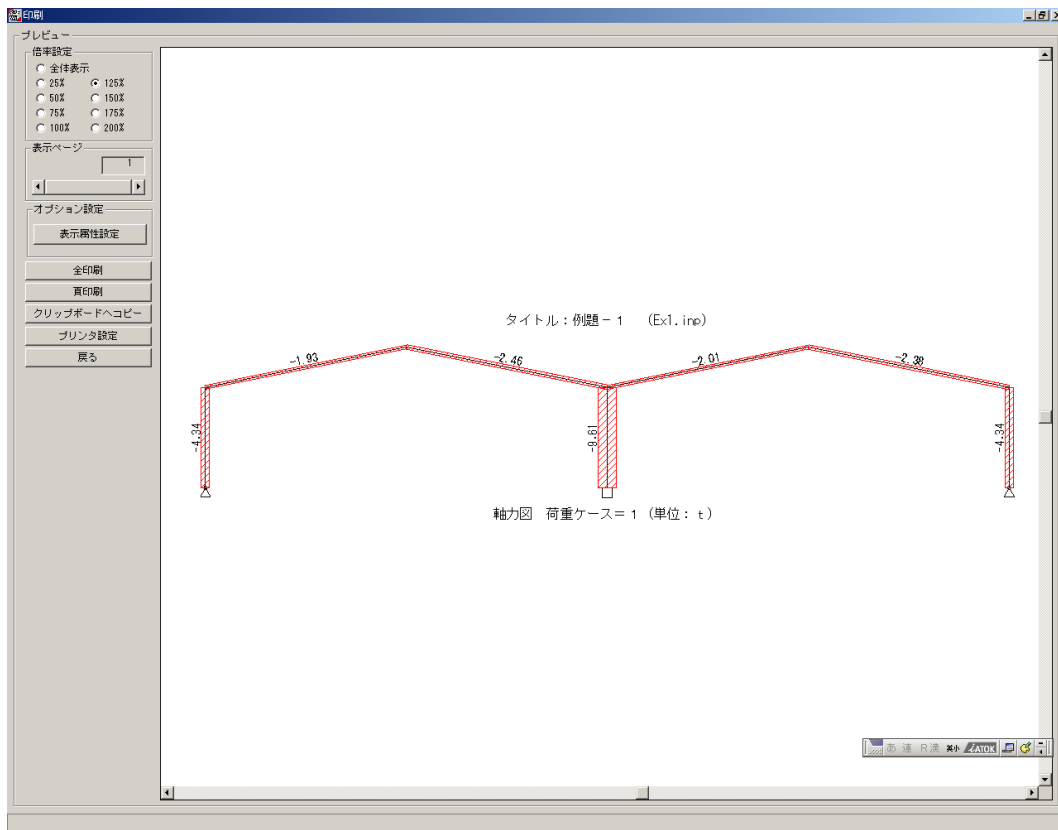 印刷
プレビュー
倍率設定
全体表示
25% 125%
50% 150%
75% 175%
100% 200%
表示ページ
1
オプション設定
表示属性設定
全印刷
頁印刷
クリップボードへコピー
プリンタ設定
戻る
タイトル：例題－１ (Ex1.inp)
-1.93
-2.46
-2.01
-2.38
-4.34
-9.61
-4.34
軸力図 荷重ケース＝１ (単位：ｔ)
あ 連 R漢 英小 ATOK